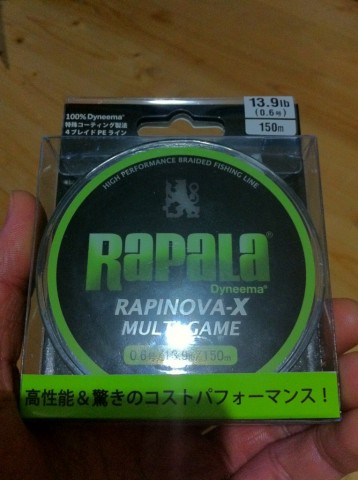 100% Dyneema®
特殊コーティング製法
4ブレイド PE ライン
13.9lb
(0.6号)
150m
HIGH PERFORMANCE BRAIDED FISHING LINE
RAPALA®
Dyneema®
RAPINOVA-X
MULTI GAME
0.6号/13.9lb/150m
高性能&驚きのコストパフォーマンス!